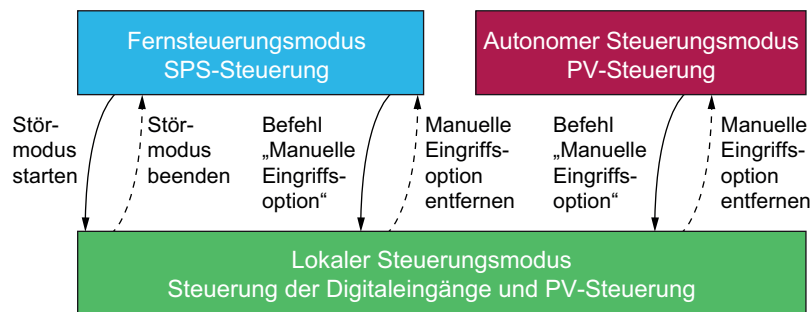 Fernsteuerungsmodus
SPS-Steuerung
Autonomer Steuerungsmodus
PV-Steuerung
Stör-
modus
starten
Stör-
modus
beenden
Befehl
„Manuelle
Eingriffs-
option“
Manuelle
Eingriffs-
option
entfernen
Befehl
„Manuelle
Eingriffs-
option“
Manuelle
Eingriffs-
option
entfernen
Lokaler Steuerungsmodus
Steuerung der Digitaleingänge und PV-Steuerung